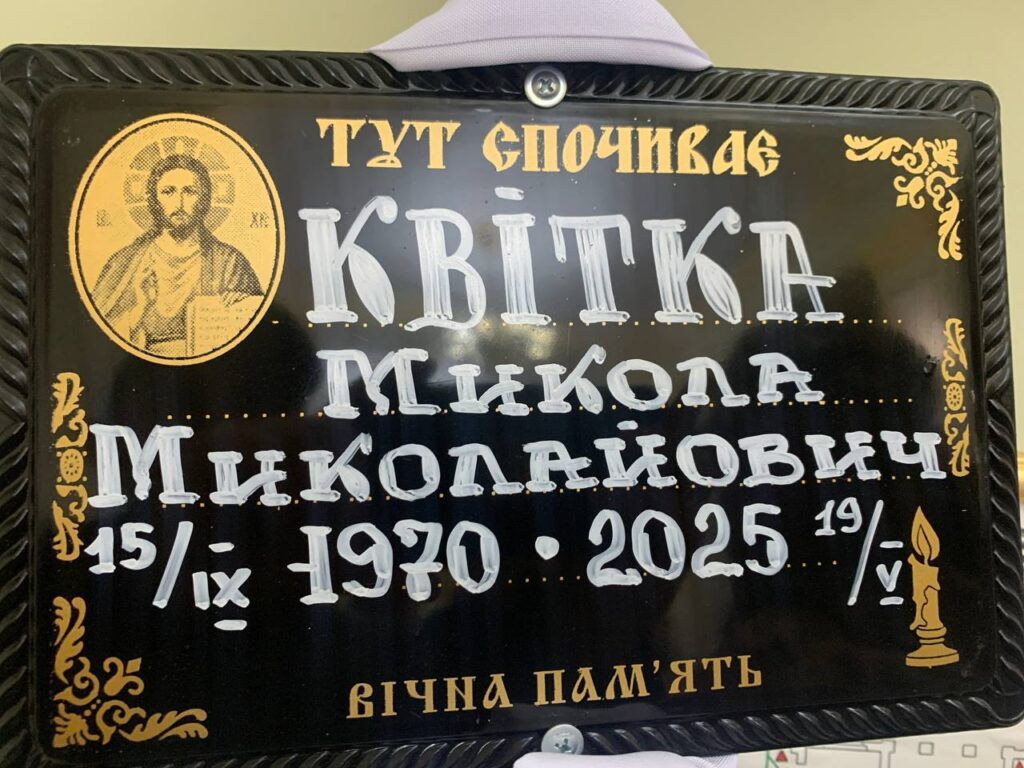 ТУТ СПОЧИВАЄ
КВІТКА
Микола
Миколайович
15/IX 1970 • 2025 19/V
ВІЧНА ПАМ'ЯТЬ